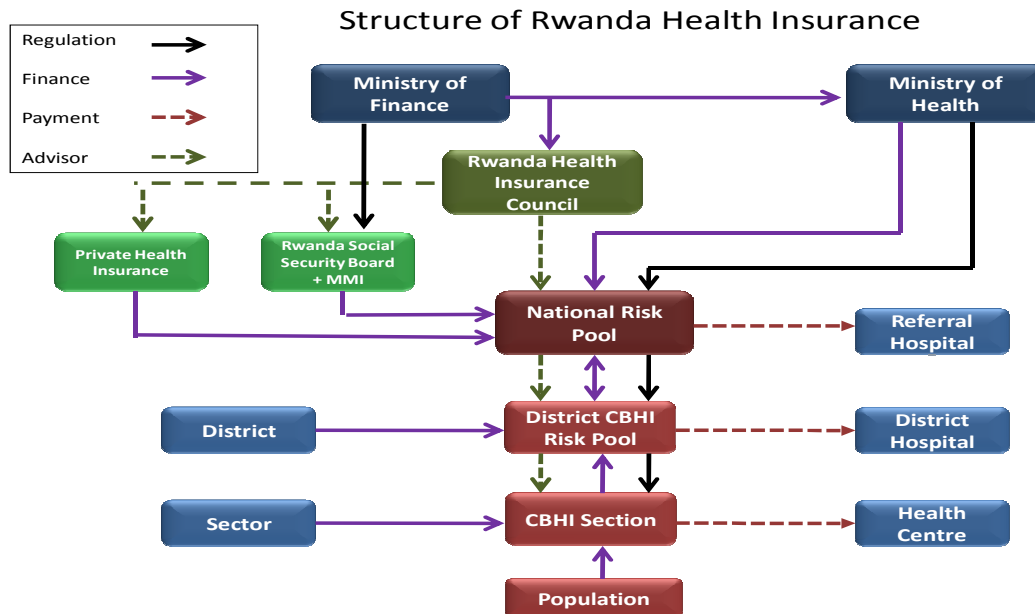 Structure of Rwanda Health Insurance
Regulation
Finance
Payment
Advisor
Ministry of
Finance
Ministry of
Health
Rwanda Health
Insurance
Council
Private Health
Insurance
Rwanda Social
Security Board
+ MMI
National Risk
Pool
Referral
Hospital
District
District CBHI
Risk Pool
District
Hospital
Sector
CBHI Section
Health
Centre
Population